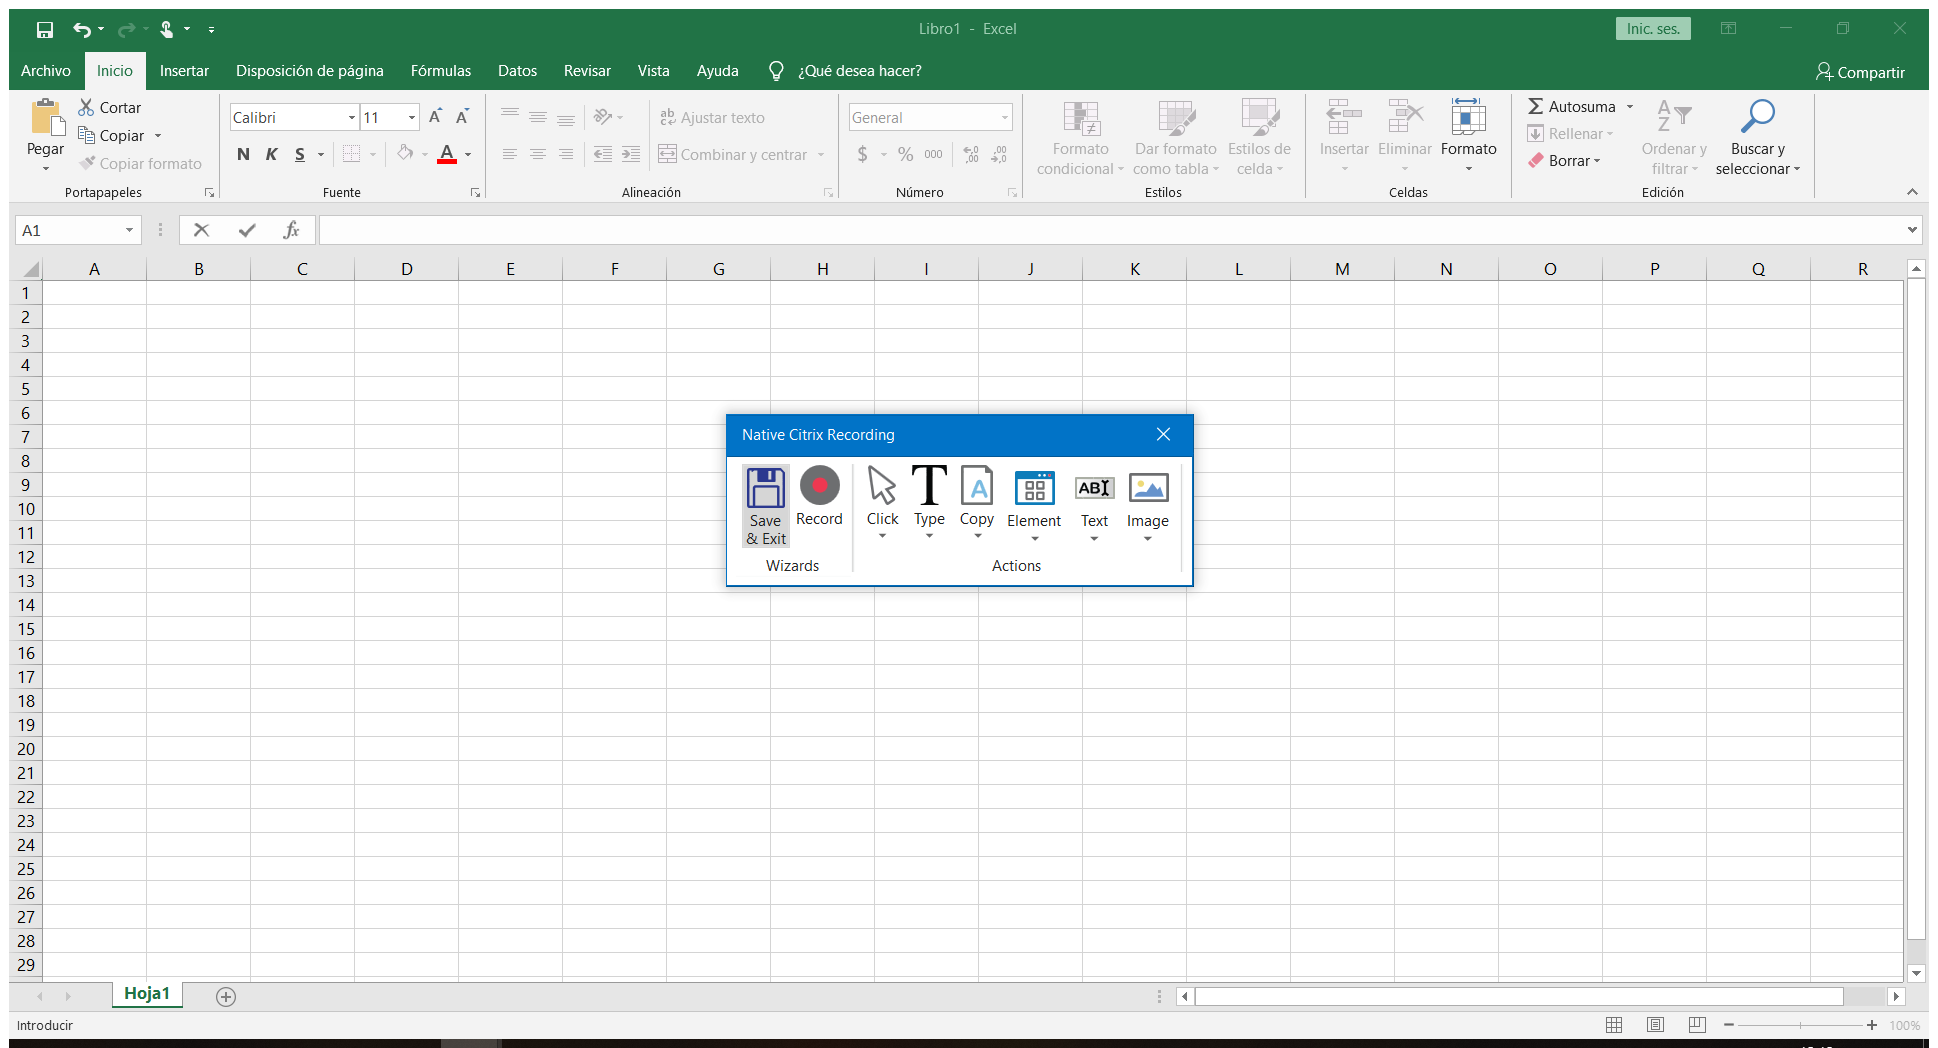 Libro1 - Excel
Inic. ses.
Archivo Inicio Insertar Disposición de página Fórmulas Datos Revisar Vista Ayuda ¿Qué desea hacer? Compartir
Pegar
Cortar
Copiar
Copiar formato
Portapapeles
Calibri 11 A A
N K S A
Fuente
ab c Ajustar texto
Combinar y centrar
Alineación
General
$ % 000 ,00 ,00
Número
Formato condicional
Dar formato como tabla
Estilos de celda
Estilos
Insertar Eliminar Formato
Celdas
Autosuma
Rellenar
Borrar
A Z Ordenar y filtrar
Buscar y seleccionar
Edición
A1 fx
A B C D E F G H I J K L M N O P Q R
1
2
3
4
5
6
7
8
9
10
11
12
13
14
15
16
17
18
19
20
21
22
23
24
25
26
27
28
29
Native Citrix Recording
Save & Exit
Record
Wizards
Click
T Type
A Copy
Element
AB Text
Image
Actions
Hoja1
Introducir
100%